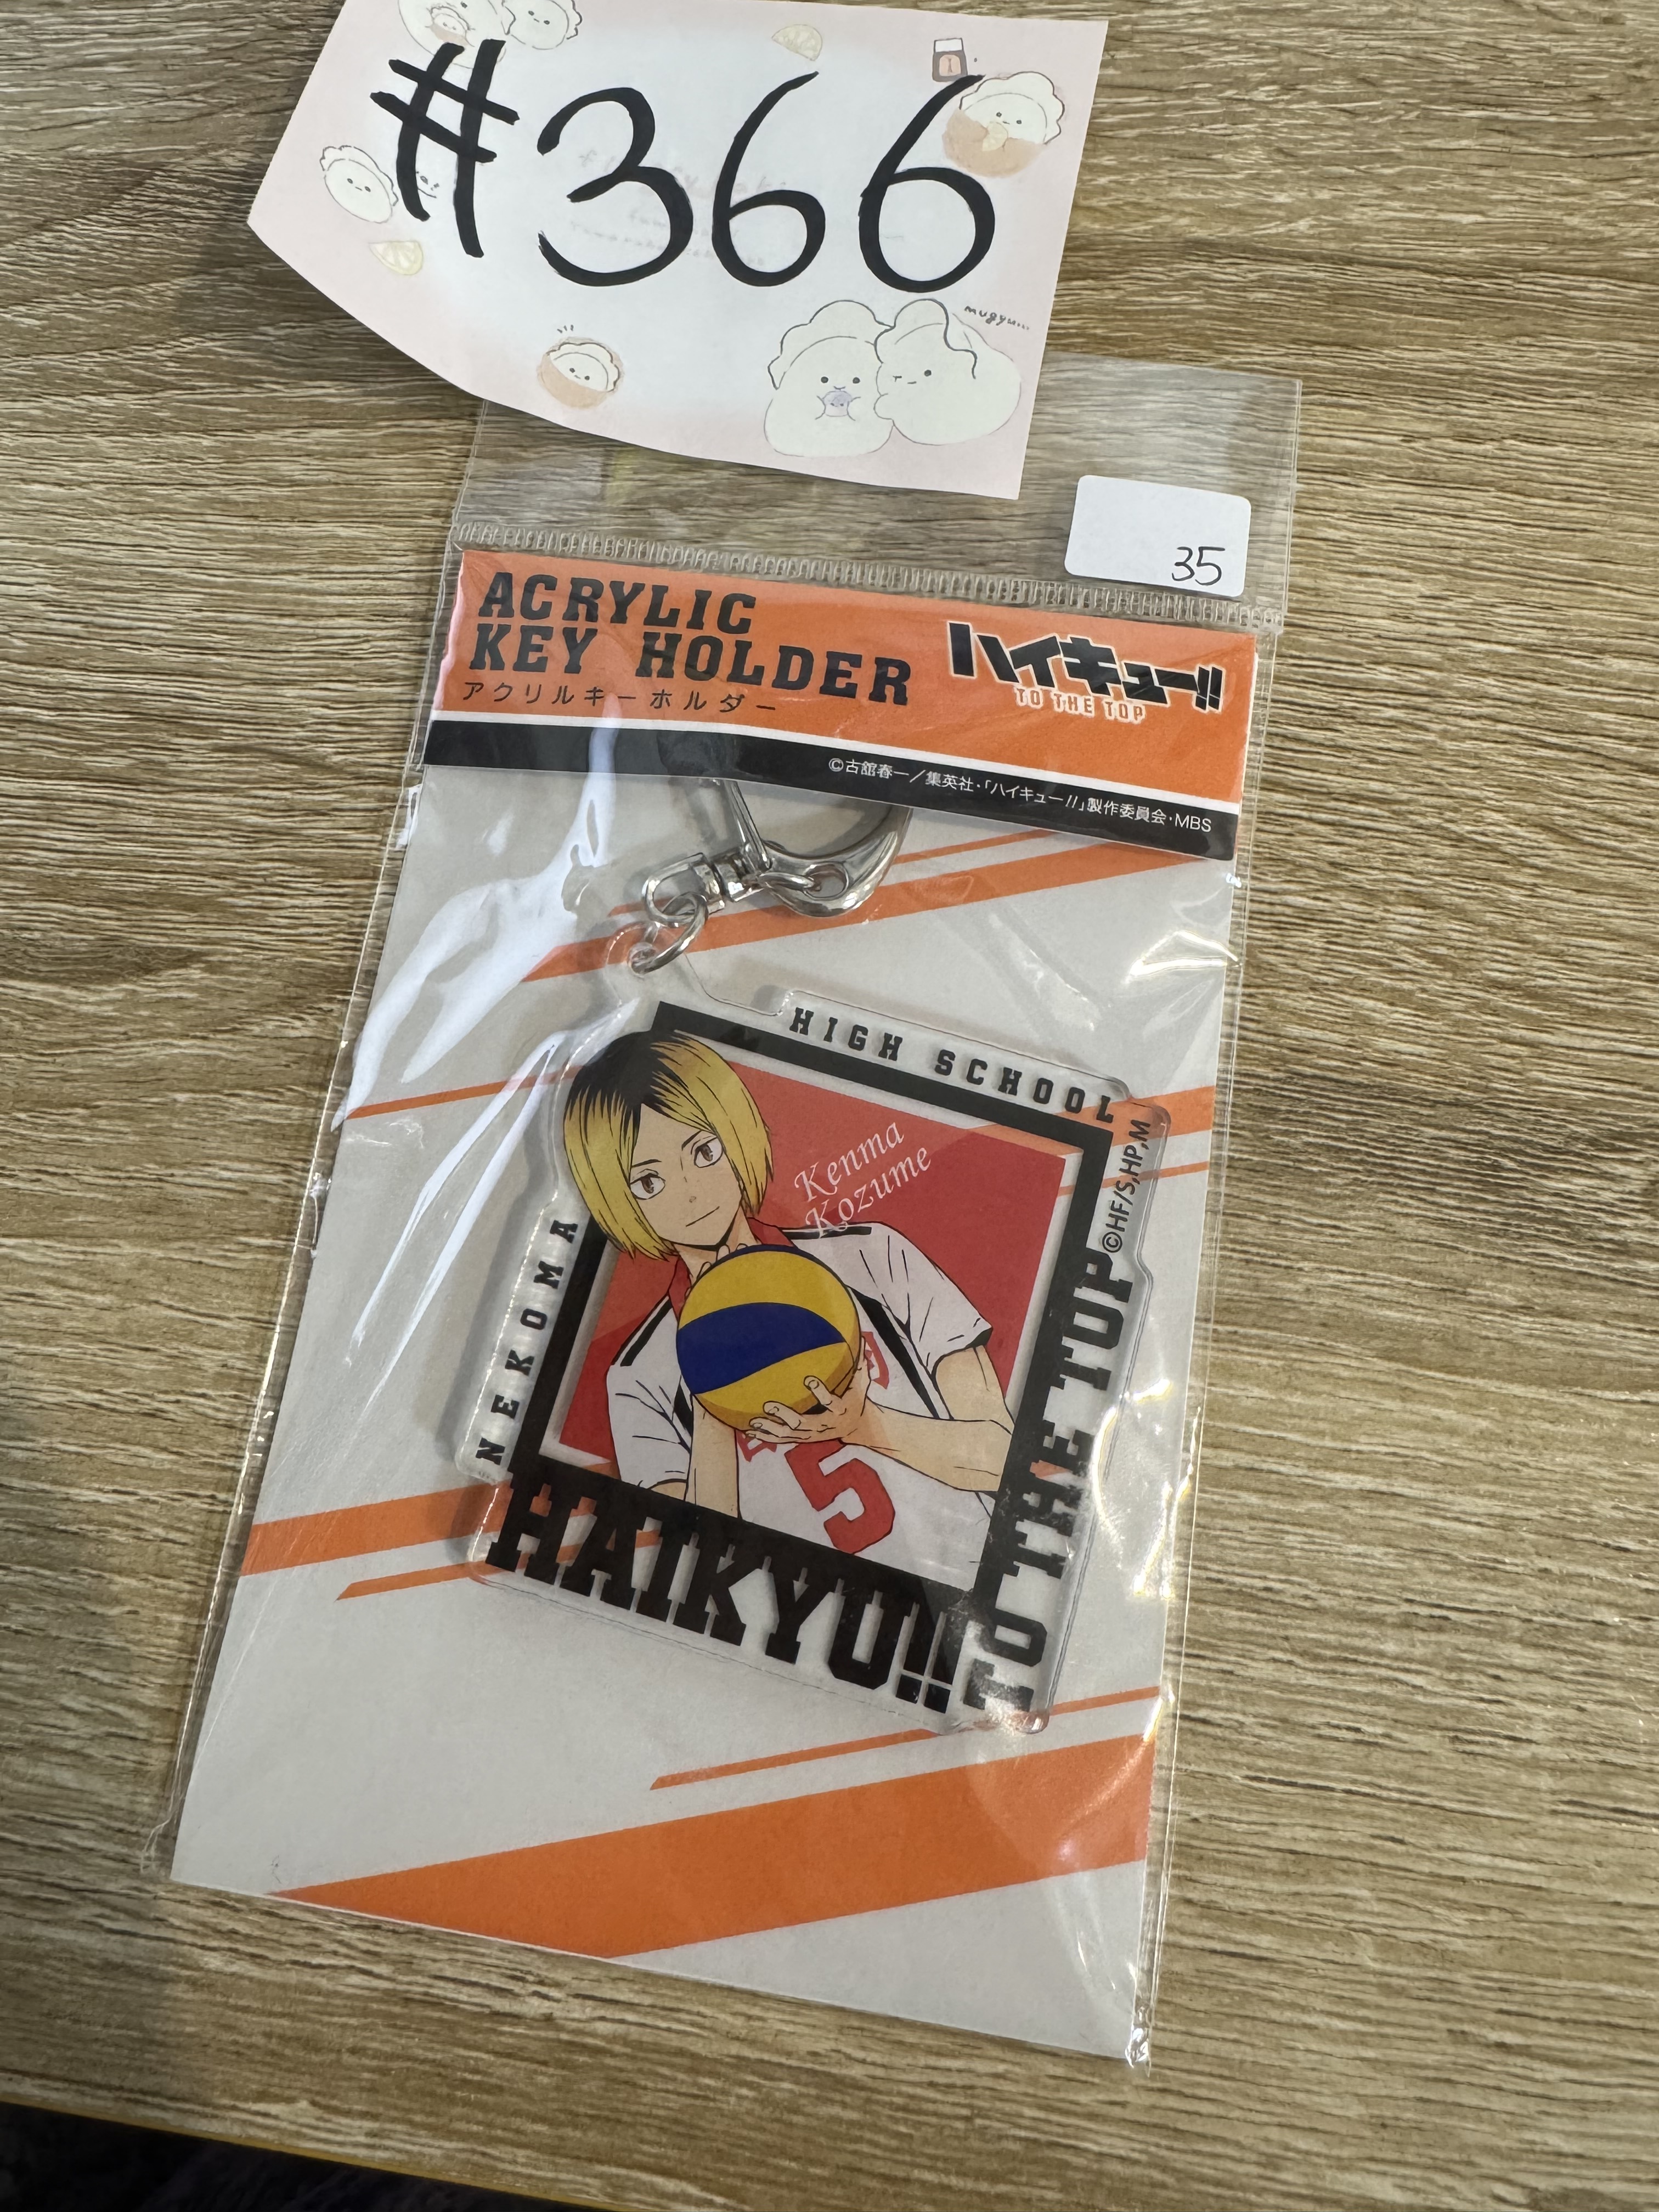 #366
mugyu...
35
ACRYLIC
KEY HOLDER
アクリルキーホルダー
ハイキュー!!
TO THE TOP
©古舘春一／集英社・「ハイキュー!!」製作委員会・MBS
HIGH SCHOOL
©HF/S,HP,M
Kenma
Kozume
NEKOMA
5
HAIKYU!!
TO THE TOP